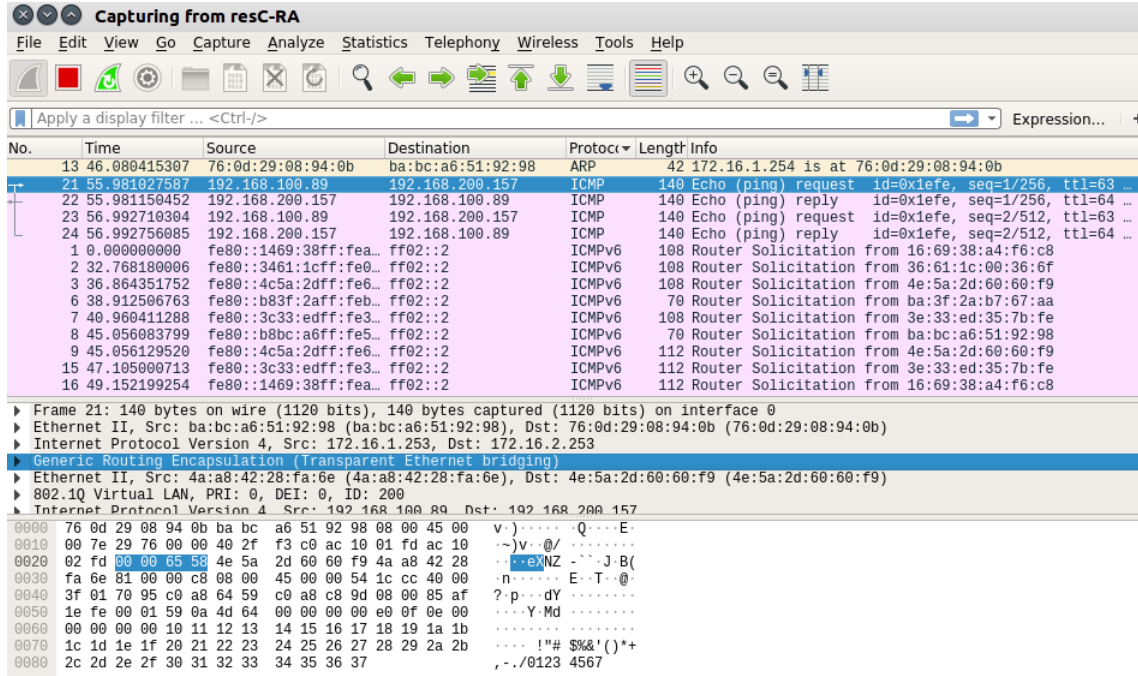 Capturing from resC-RA
File Edit View Go Capture Analyze Statistics Telephony Wireless Tools Help
Apply a display filter ... <Ctrl-/> Expression... +
No. Time Source Destination Protoco Length Info
13 46.080415307 76:0d:29:08:94:0b ba:bc:a6:51:92:98 ARP 42 172.16.1.254 is at 76:0d:29:08:94:0b
21 55.981027587 192.168.100.89 192.168.200.157 ICMP 140 Echo (ping) request id=0x1efe, seq=1/256, ttl=63 …
22 55.981150452 192.168.200.157 192.168.100.89 ICMP 140 Echo (ping) reply id=0x1efe, seq=1/256, ttl=64 …
23 56.992710304 192.168.100.89 192.168.200.157 ICMP 140 Echo (ping) request id=0x1efe, seq=2/512, ttl=63 …
24 56.992756085 192.168.200.157 192.168.100.89 ICMP 140 Echo (ping) reply id=0x1efe, seq=2/512, ttl=64 …
1 0.000000000 fe80::1469:38ff:fea… ff02::2 ICMPv6 108 Router Solicitation from 16:69:38:a4:f6:c8
2 32.768180006 fe80::3461:1cff:fe0… ff02::2 ICMPv6 108 Router Solicitation from 36:61:1c:00:36:6f
3 36.864351752 fe80::4c5a:2dff:fe6… ff02::2 ICMPv6 108 Router Solicitation from 4e:5a:2d:60:60:f9
6 38.912506763 fe80::b83f:2aff:feb… ff02::2 ICMPv6 70 Router Solicitation from ba:3f:2a:b7:67:aa
7 40.960411288 fe80::3c33:edff:fe3… ff02::2 ICMPv6 108 Router Solicitation from 3e:33:ed:35:7b:fe
8 45.056083799 fe80::b8bc:a6ff:fe5… ff02::2 ICMPv6 70 Router Solicitation from ba:bc:a6:51:92:98
9 45.056129520 fe80::4c5a:2dff:fe6… ff02::2 ICMPv6 112 Router Solicitation from 4e:5a:2d:60:60:f9
15 47.105000713 fe80::3c33:edff:fe3… ff02::2 ICMPv6 112 Router Solicitation from 3e:33:ed:35:7b:fe
16 49.152199254 fe80::1469:38ff:fea… ff02::2 ICMPv6 112 Router Solicitation from 16:69:38:a4:f6:c8
Frame 21: 140 bytes on wire (1120 bits), 140 bytes captured (1120 bits) on interface 0
Ethernet II, Src: ba:bc:a6:51:92:98 (ba:bc:a6:51:92:98), Dst: 76:0d:29:08:94:0b (76:0d:29:08:94:0b)
Internet Protocol Version 4, Src: 172.16.1.253, Dst: 172.16.2.253
Generic Routing Encapsulation (Transparent Ethernet bridging)
Ethernet II, Src: 4a:a8:42:28:fa:6e (4a:a8:42:28:fa:6e), Dst: 4e:5a:2d:60:60:f9 (4e:5a:2d:60:60:f9)
802.1Q Virtual LAN, PRI: 0, DEI: 0, ID: 200
Internet Protocol Version 4, Src: 192.168.100.89, Dst: 192.168.200.157
0000 76 0d 29 08 94 0b ba bc a6 51 92 98 08 00 45 00 v·)····· ·Q····E·
0010 00 7e 29 76 00 00 40 2f f3 c0 ac 10 01 fd ac 10 ·~)v··@/ ········
0020 02 fd 00 00 65 58 4e 5a 2d 60 60 f9 4a a8 42 28 ····eXNZ -``·J·B(
0030 fa 6e 81 00 00 c8 08 00 45 00 00 54 1c cc 40 00 ·n······ E··T··@·
0040 3f 01 70 95 c0 a8 64 59 c0 a8 c8 9d 08 00 85 af ?·p···dY ········
0050 1e fe 00 01 59 0a 4d 64 00 00 00 00 e0 0f 0e 00 ····Y·Md ········
0060 00 00 00 00 10 11 12 13 14 15 16 17 18 19 1a 1b ········ ········
0070 1c 1d 1e 1f 20 21 22 23 24 25 26 27 28 29 2a 2b ···· !"# $%&'()*+
0080 2c 2d 2e 2f 30 31 32 33 34 35 36 37 ,-./0123 4567